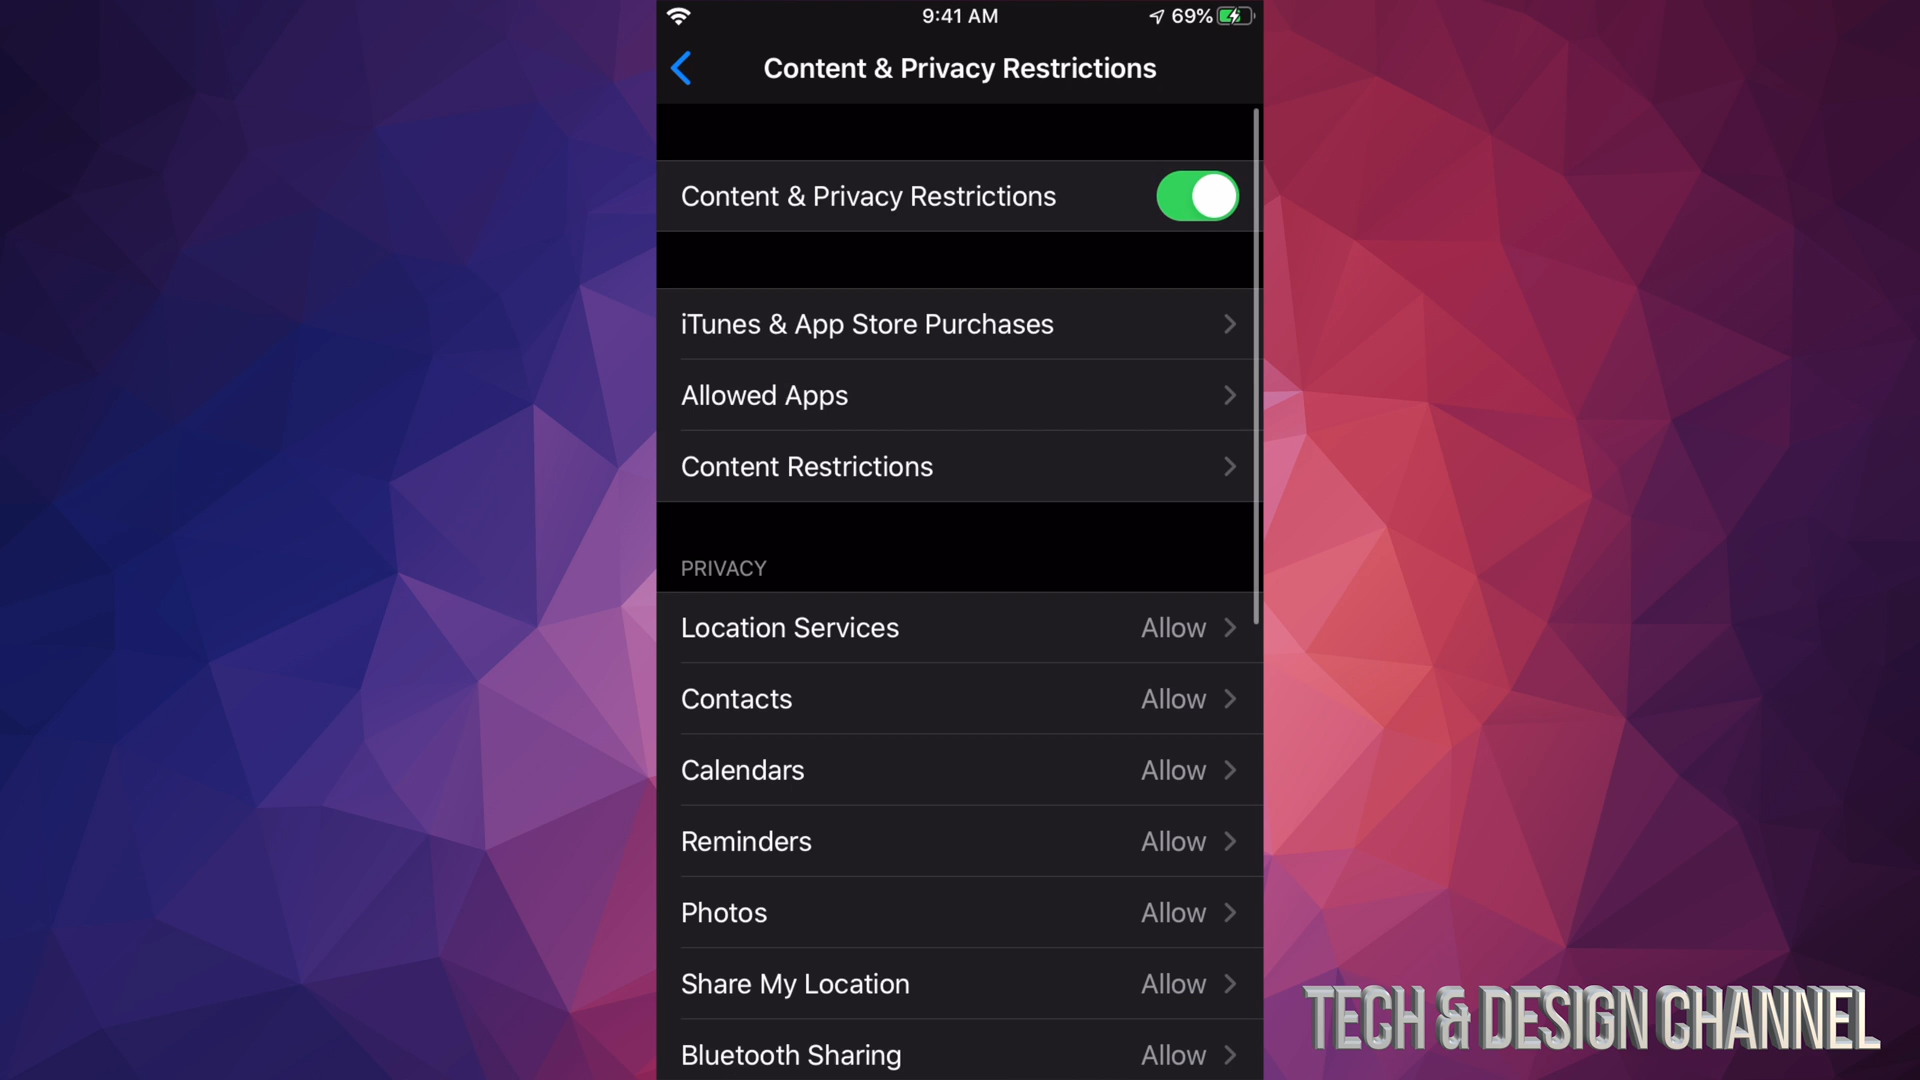 9:41 AM
69%
Content & Privacy Restrictions
Content & Privacy Restrictions
iTunes & App Store Purchases
Allowed Apps
Content Restrictions
PRIVACY
Location Services Allow
Contacts Allow
Calendars Allow
Reminders Allow
Photos Allow
Share My Location Allow
Bluetooth Sharing Allow
TECH & DESIGN CHANNEL